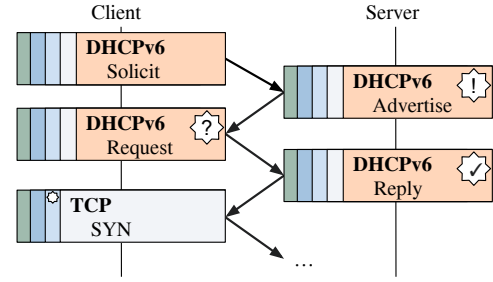 Client
Server
DHCPv6
Solicit
DHCPv6
Advertise
!
DHCPv6
Request
?
DHCPv6
Reply
✓
TCP
SYN
...